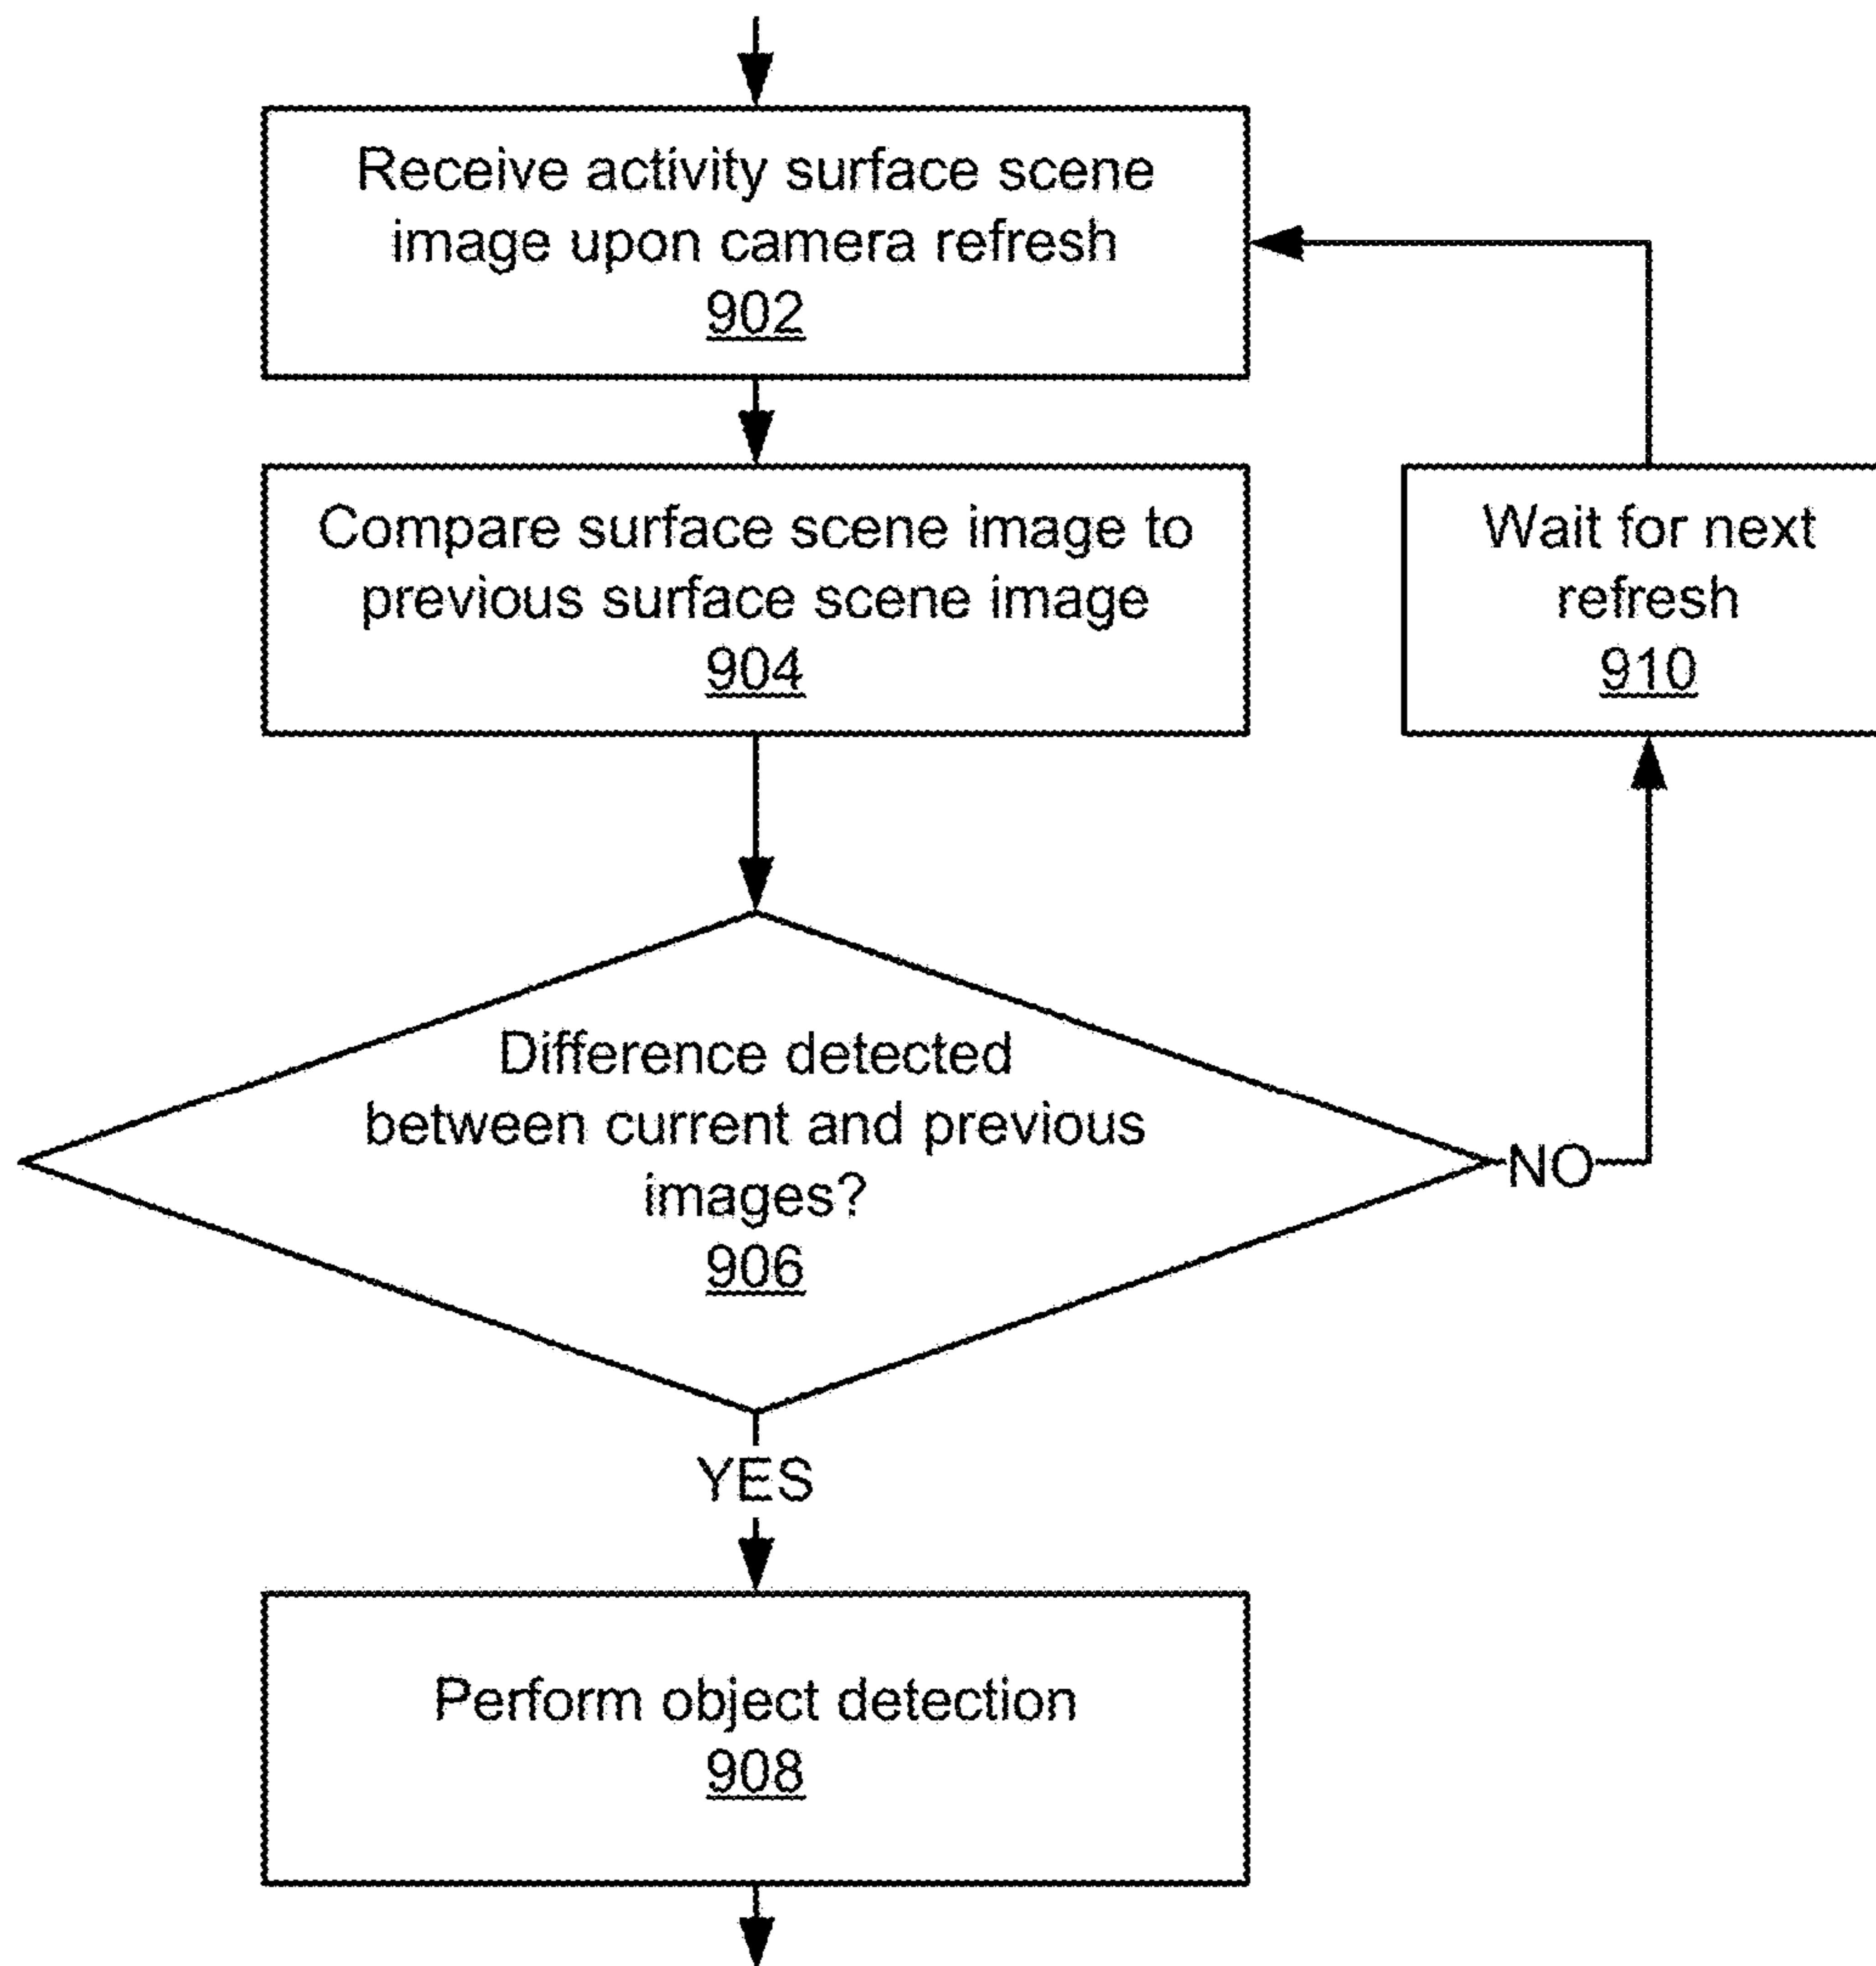 Receive activity surface scene
image upon camera refresh
902
Compare surface scene image to
previous surface scene image
904
Wait for next
refresh
910
Difference detected
between current and previous
images?
906
NO
YES
Perform object detection
908